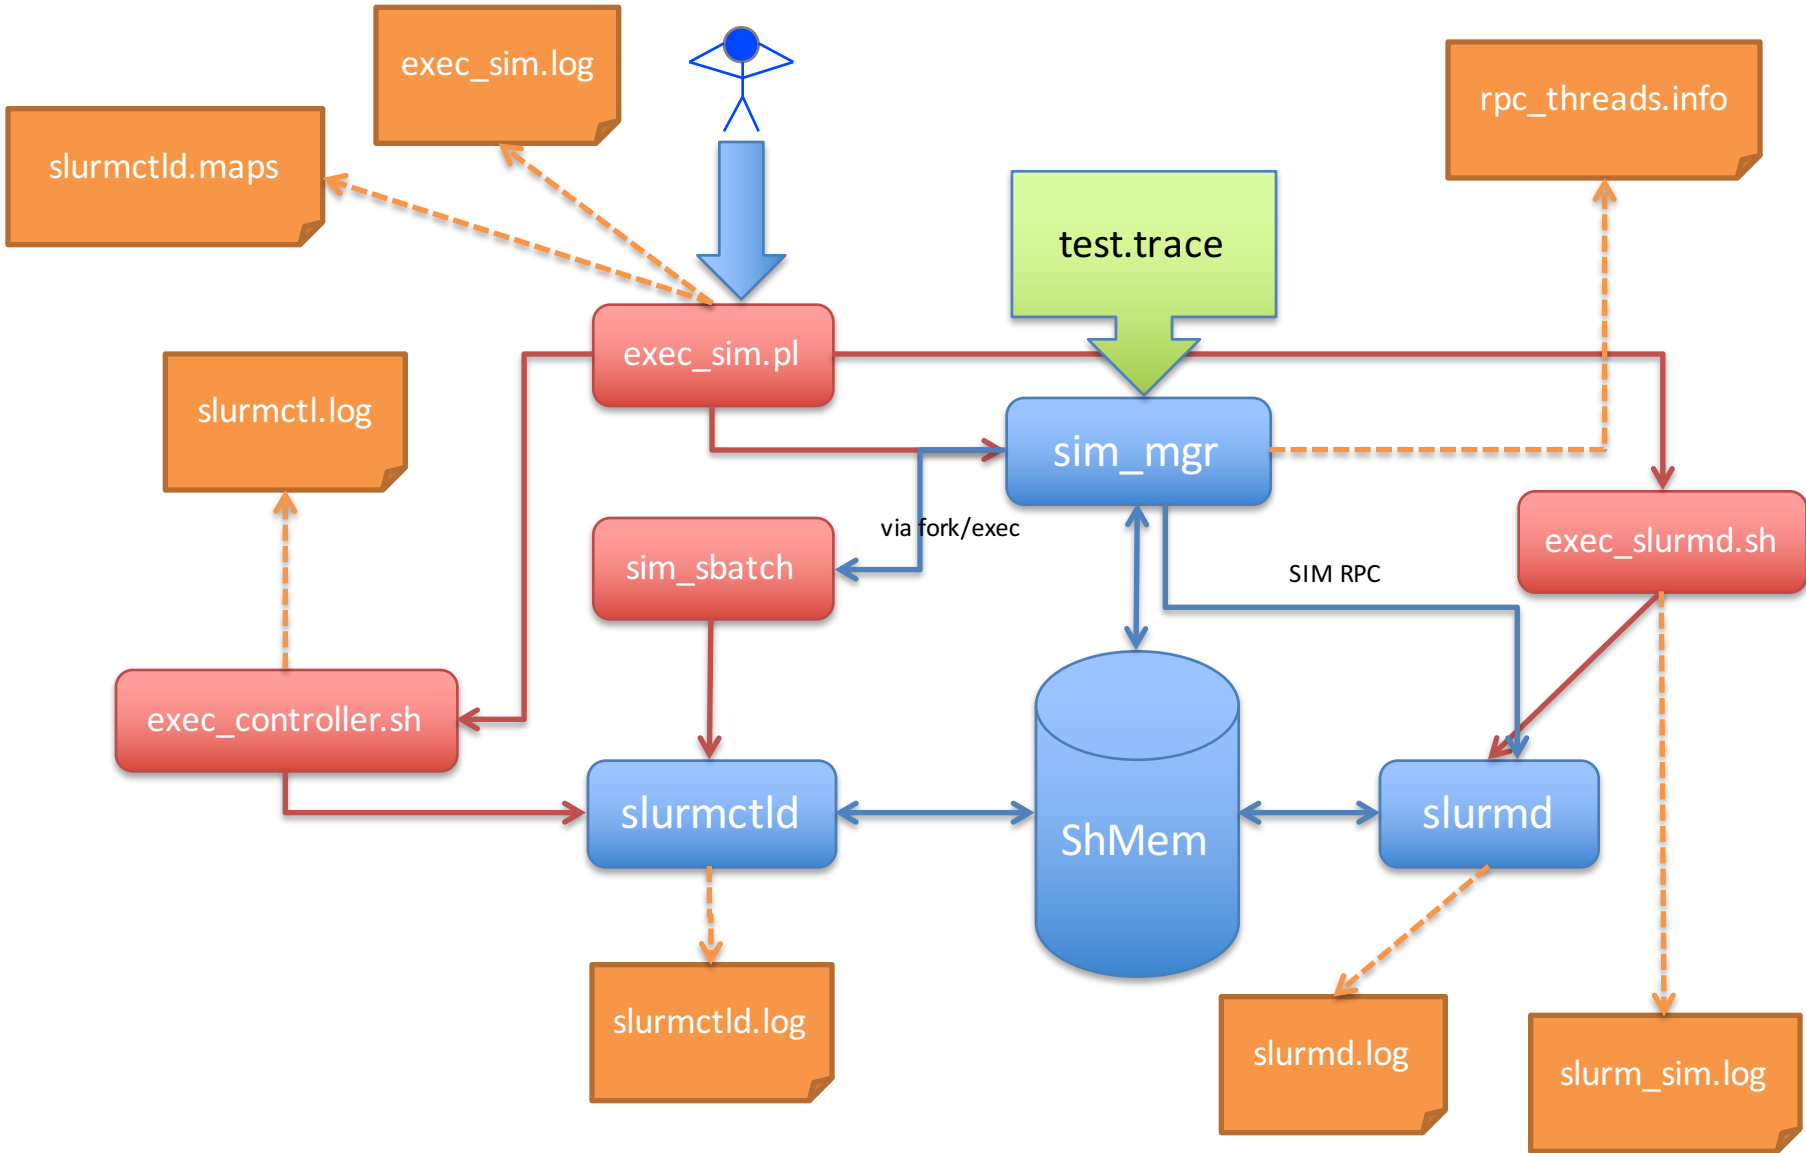 exec_sim.log
rpc_threads.info
slurmctld.maps
test.trace
exec_sim.pl
slurmctl.log
sim_mgr
via fork/exec
exec_slurmd.sh
sim_sbatch
SIM RPC
exec_controller.sh
slurmctld
ShMem
slurmd
slurmctld.log
slurmd.log
slurm_sim.log